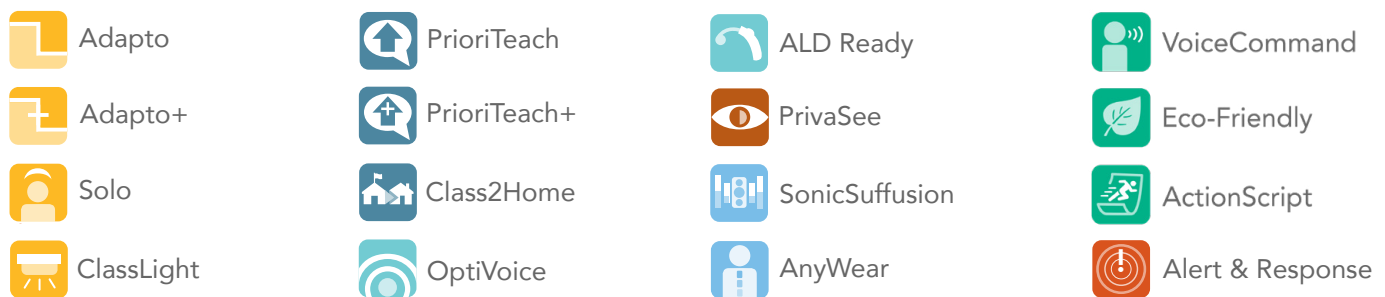 Adapto
Adapto+
Solo
ClassLight
PrioriTeach
PrioriTeach+
Class2Home
OptiVoice
ALD Ready
PrivaSee
SonicSuffusion
AnyWear
VoiceCommand
Eco-Friendly
ActionScript
Alert & Response